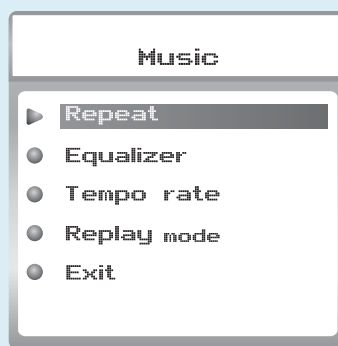 Music
Repeat
Equalizer
Tempo rate
Replay mode
Exit